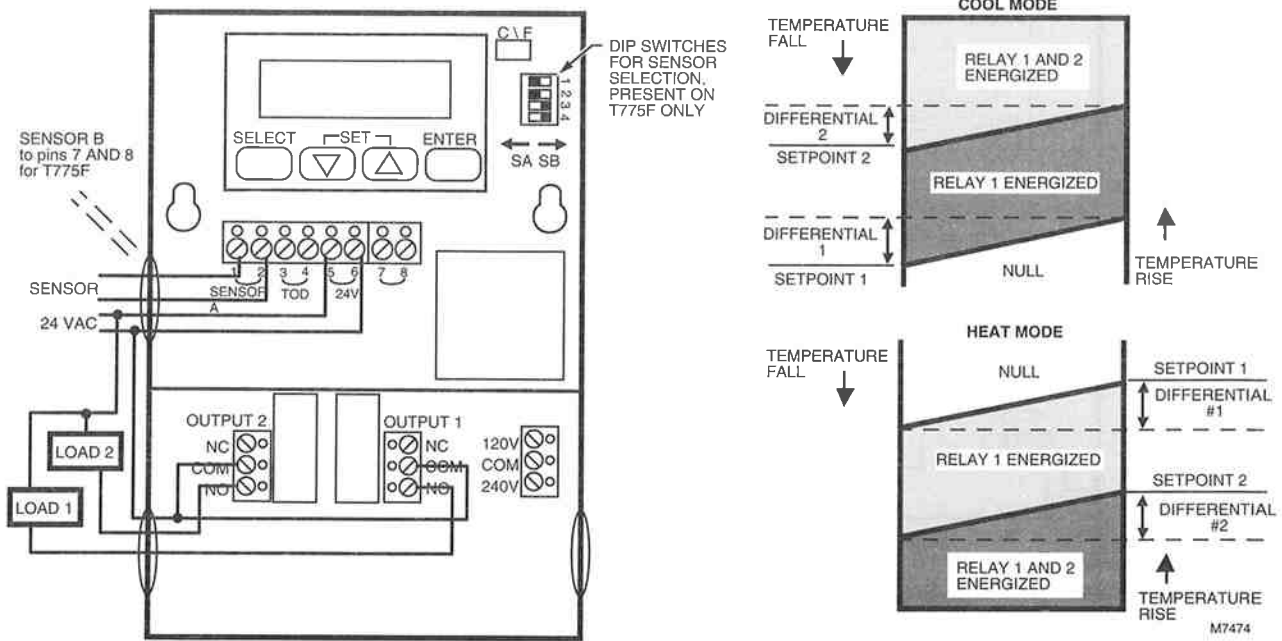 C \ F
DIP SWITCHES
FOR SENSOR
SELECTION,
PRESENT ON
T775F ONLY
1
2
3
4
SELECT
SET
ENTER
SA SB
SENSOR B
to pins 7 AND 8
for T775F
1 2 3 4 5 6 7 8
SENSOR TOD 24V
A
SENSOR
24 VAC
OUTPUT 2
NC
COM
NO
OUTPUT 1
NC
COM
NO
120V
COM
240V
LOAD 2
LOAD 1
COOL MODE
TEMPERATURE
FALL
RELAY 1 AND 2
ENERGIZED
DIFFERENTIAL
2
SETPOINT 2
RELAY 1 ENERGIZED
DIFFERENTIAL
1
SETPOINT 1
NULL
TEMPERATURE
RISE
HEAT MODE
TEMPERATURE
FALL
NULL
SETPOINT 1
DIFFERENTIAL
#1
RELAY 1 ENERGIZED
SETPOINT 2
DIFFERENTIAL
#2
RELAY 1 AND 2
ENERGIZED
TEMPERATURE
RISE
M7474